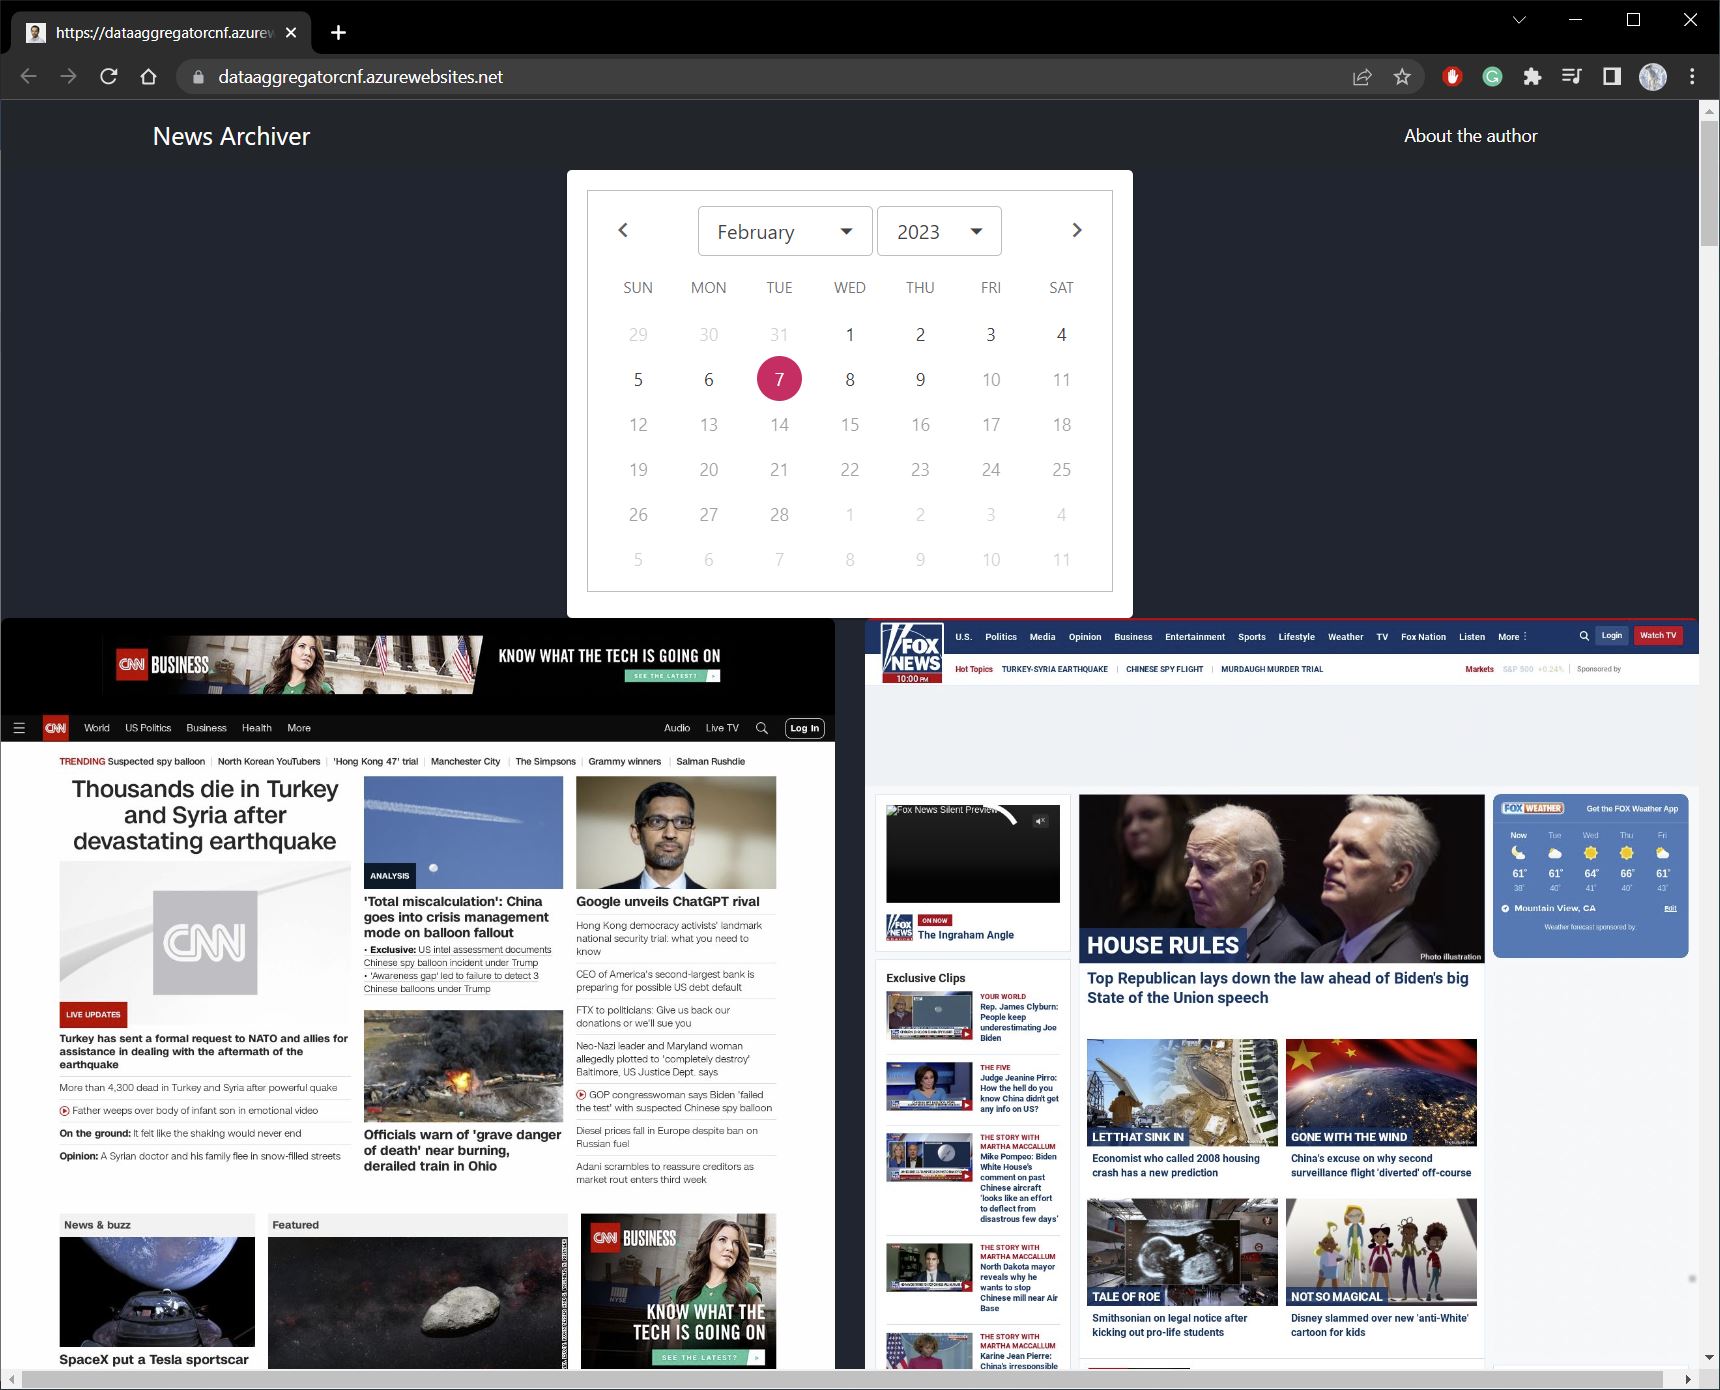 https://dataaggregatorcnf.azurew
dataaggregatorcnf.azurewebsites.net
News Archiver
About the author
February
2023
SUN MON TUE WED THU FRI SAT
29 30 31 1 2 3 4
5 6 7 8 9 10 11
12 13 14 15 16 17 18
19 20 21 22 23 24 25
26 27 28 1 2 3 4
5 6 7 8 9 10 11
CNN BUSINESS
KNOW WHAT THE TECH IS GOING ON
SEE THE LATEST?
CNN World US Politics Business Health More Audio Live TV Log In
TRENDING Suspected spy balloon | North Korean YouTubers | 'Hong Kong 47' trial | Manchester City | The Simpsons | Grammy winners | Salman Rushdie
Thousands die in Turkey
and Syria after
devastating earthquake
CNN
LIVE UPDATES
Turkey has sent a formal request to NATO and allies for
assistance in dealing with the aftermath of the
earthquake
More than 4,300 dead in Turkey and Syria after powerful quake
Father weeps over body of infant son in emotional video
On the ground: It felt like the shaking would never end
Opinion: A Syrian doctor and his family flee in snow-filled streets
ANALYSIS
'Total miscalculation': China
goes into crisis management
mode on balloon fallout
• Exclusive: US intel assessment documents
Chinese spy balloon incident under Trump
• 'Awareness gap' led to failure to detect 3
Chinese balloons under Trump
Officials warn of 'grave danger
of death' near burning,
derailed train in Ohio
Google unveils ChatGPT rival
Hong Kong democracy activists' landmark
national security trial: what you need to
know
CEO of America's second-largest bank is
preparing for possible US debt default
FTX to politicians: Give us back our
donations or we'll sue you
Neo-Nazi leader and Maryland woman
allegedly plotted to 'completely destroy'
Baltimore, US Justice Dept. says
GOP congresswoman says Biden 'failed
the test' with suspected Chinese spy balloon
Diesel prices fall in Europe despite ban on
Russian fuel
Adani scrambles to reassure creditors as
market rout enters third week
News & buzz
SpaceX put a Tesla sportscar
Featured
CNN BUSINESS
KNOW WHAT THE
TECH IS GOING ON
SEE THE LATEST?
FOX
NEWS
10:00 PM
U.S. Politics Media Opinion Business Entertainment Sports Lifestyle Weather TV Fox Nation Listen More Login Watch TV
Hot Topics TURKEY-SYRIA EARTHQUAKE | CHINESE SPY FLIGHT | MURDAUGH MURDER TRIAL
Markets S&P 500 +0.24% Sponsored by
Fox News Silent Preview
FOX
NEWS
ON NOW
The Ingraham Angle
Exclusive Clips
YOUR WORLD
Rep. James Clyburn:
People keep
underestimating Joe
Biden
THE FIVE
Judge Jeanine Pirro:
How the hell do you
know China didn't get
any info on US?
THE STORY WITH
MARTHA MACCALLUM
Mike Pompeo: Biden
White House's
comment on past
Chinese aircraft
'looks like an effort
to deflect from
disastrous few days'
THE STORY WITH
MARTHA MACCALLUM
North Dakota mayor
reveals why he
wants to stop
Chinese mill near Air
Base
THE STORY WITH
MARTHA MACCALLUM
Karine Jean Pierre:
China's irresponsible
HOUSE RULES
Photo illustration
Top Republican lays down the law ahead of Biden's big
State of the Union speech
LET THAT SINK IN
Economist who called 2008 housing
crash has a new prediction
GONE WITH THE WIND
China's excuse on why second
surveillance flight 'diverted' off-course
TALE OF ROE
Smithsonian on legal notice after
kicking out pro-life students
NOT SO MAGICAL
Disney slammed over new 'anti-White'
cartoon for kids
FOX WEATHER Get the FOX Weather App
Now Tue Wed Thu Fri
61° 61° 64° 66° 61°
38° 40° 41° 40° 43°
Mountain View, CA Edit
Weather forecast sponsored by: